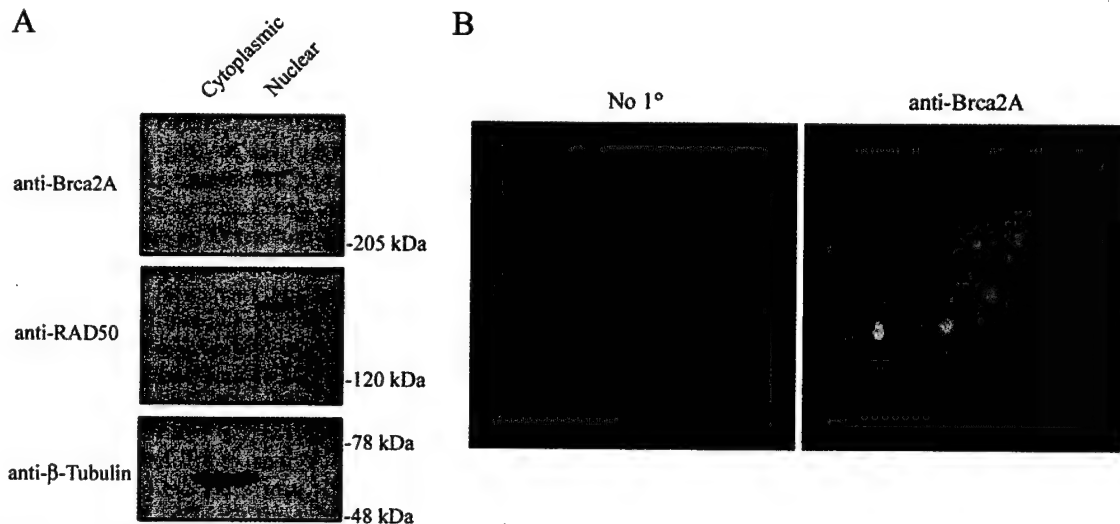 A
Cytoplasmic
Nuclear
anti-Brca2A
-205 kDa
anti-RAD50
-120 kDa
anti-β-Tubulin
-78 kDa
-48 kDa
B
No 1°
anti-Brca2A